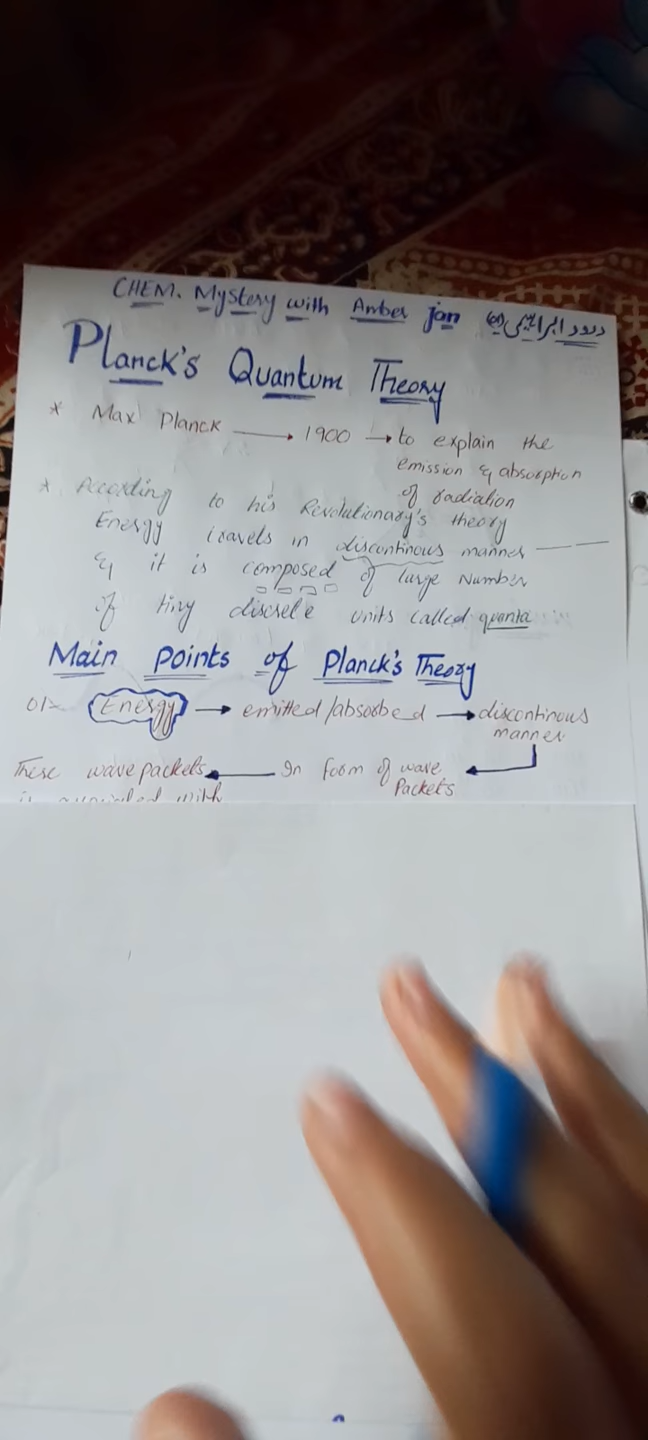 CHEM. Mystery with Amber jan درود ابراہیمی (ص)
Planck's Quantum Theory
* Max Planck → 1900 → to explain the
emission & absorption
of radiation
* According to his Revolutionary's theory
Energy travels in discontinous manner
& it is composed of large Number
of tiny discrete units called quanta
Main points of Planck's Theory
01:- Energy → emitted/absorbed → discontinous
manner
In form of wave
Packets
These wavepackets
with